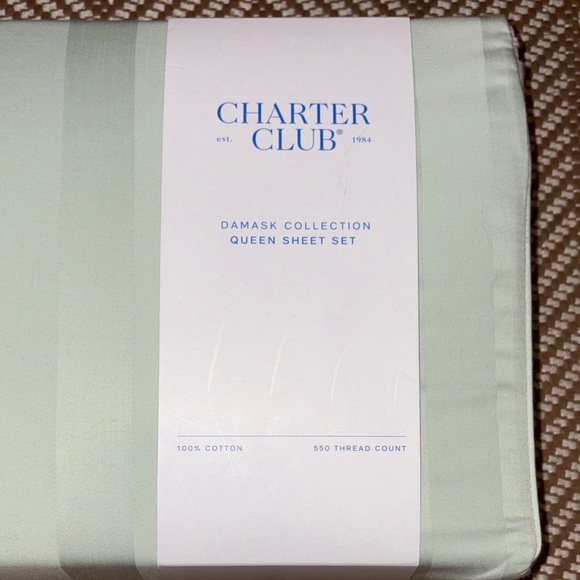 CHARTER
est. CLUB® 1984
DAMASK COLLECTION
QUEEN SHEET SET
100% COTTON 550 THREAD COUNT